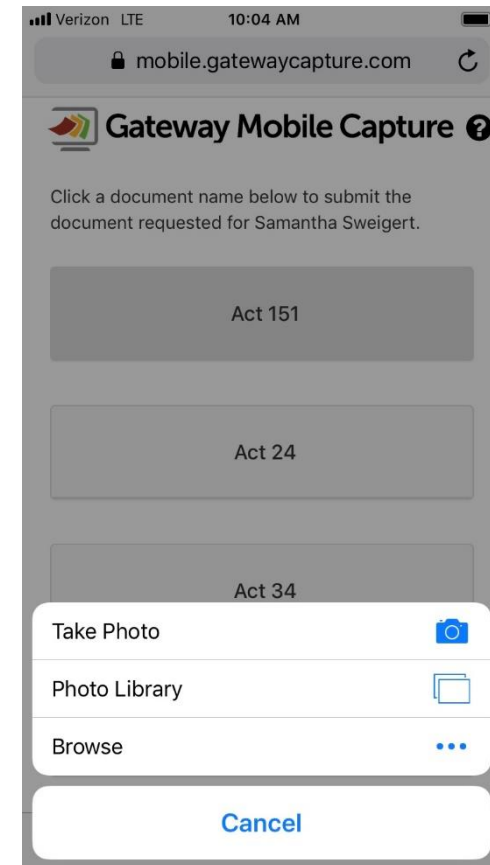 Verizon LTE 10:04 AM
mobile.gatewaycapture.com
Gateway Mobile Capture ?
Click a document name below to submit the
document requested for Samantha Sweigert.
Act 151
Act 24
Act 34
Take Photo
Photo Library
Browse
Cancel